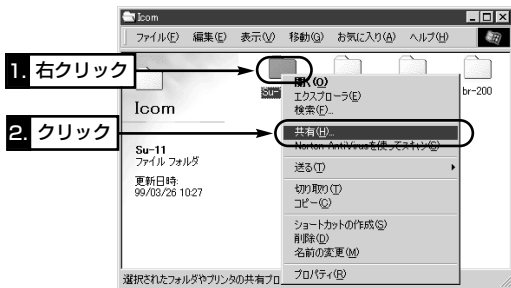 Icom
ファイル(F) 編集(E) 表示(V) 移動(G) お気に入り(A) ヘルプ(H)
1. 右クリック
2. クリック
Icom
Su-11
ファイル フォルダ
更新日時:
99/03/26 10:27
Su-
br-200
開く(O)
エクスプローラ(E)
検索(F)...
共有(H)...
Norton AntiVirusを使ってスキャン(S)
送る(T)
切り取り(T)
コピー(C)
ショートカットの作成(S)
削除(D)
名前の変更(M)
プロパティ(R)
選択されたフォルダやプリンタの共有プロ